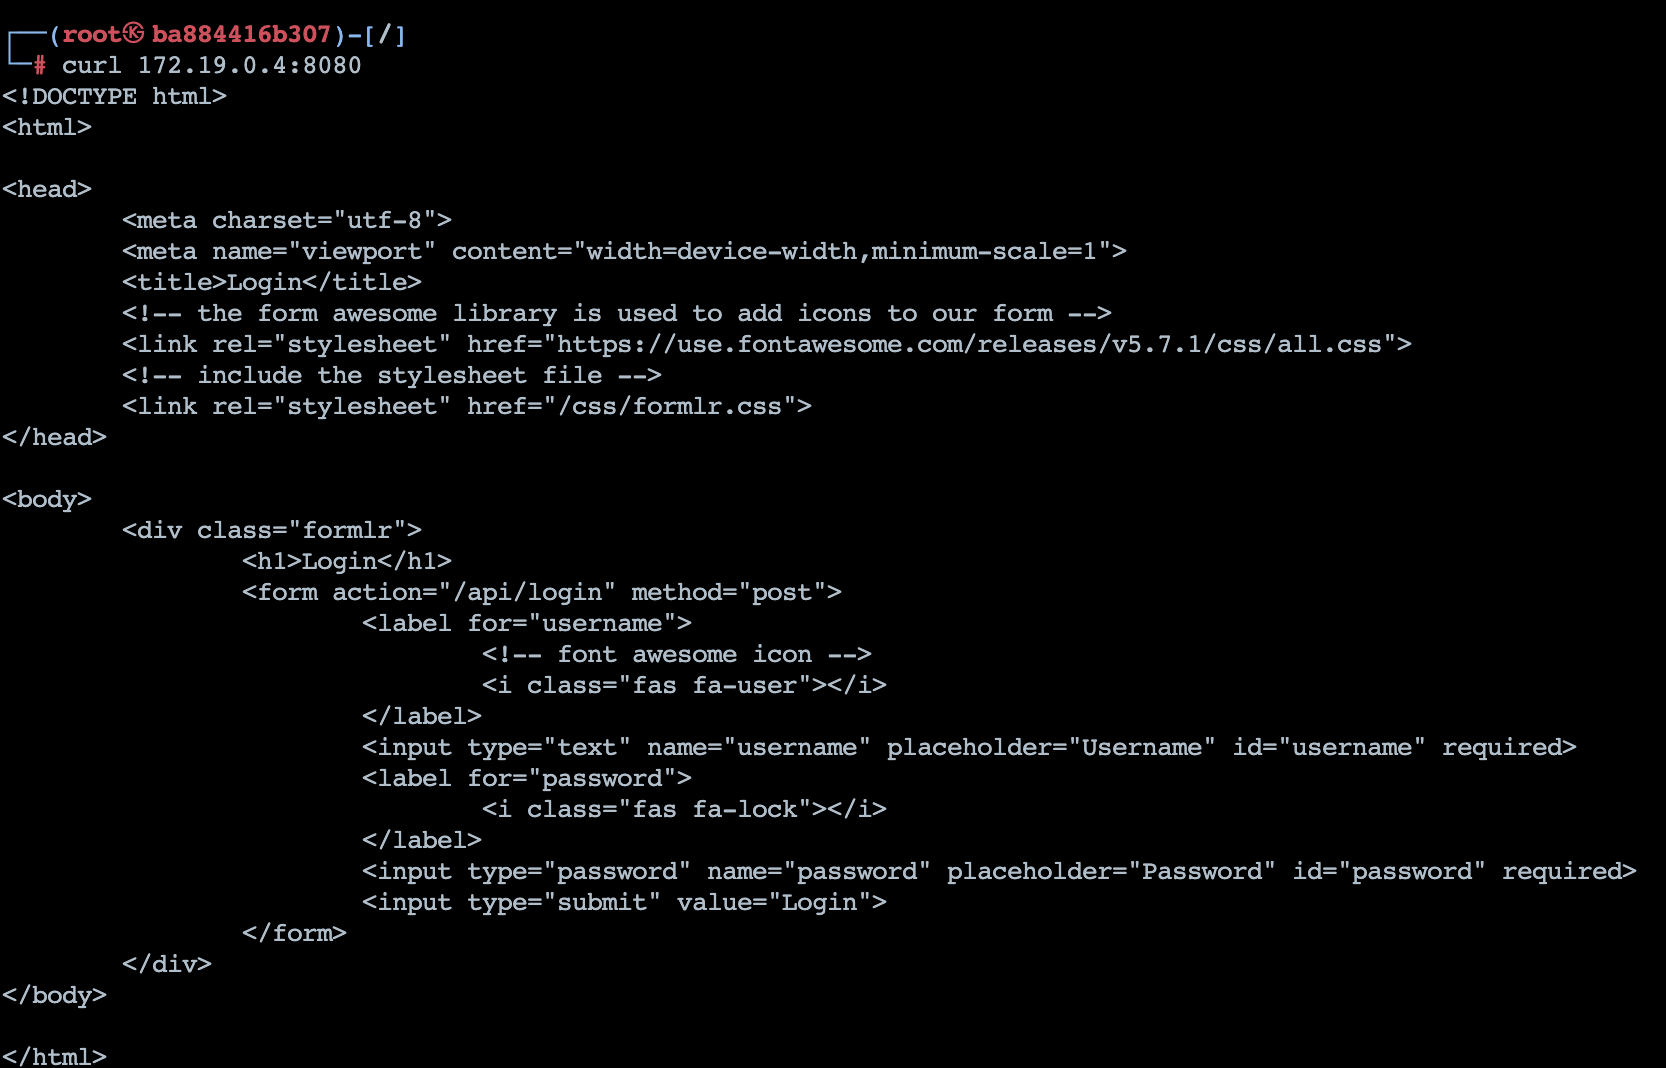 ┌──(root㉿ba884416b307)-[/]
└─# curl 172.19.0.4:8080
<!DOCTYPE html>
<html>
<head>
<meta charset="utf-8">
<meta name="viewport" content="width=device-width,minimum-scale=1">
<title>Login</title>
<!-- the form awesome library is used to add icons to our form -->
<link rel="stylesheet" href="https://use.fontawesome.com/releases/v5.7.1/css/all.css">
<!-- include the stylesheet file -->
<link rel="stylesheet" href="/css/formlr.css">
</head>
<body>
<div class="formlr">
<h1>Login</h1>
<form action="/api/login" method="post">
<label for="username">
<!-- font awesome icon -->
<i class="fas fa-user"></i>
</label>
<input type="text" name="username" placeholder="Username" id="username" required>
<label for="password">
<i class="fas fa-lock"></i>
</label>
<input type="password" name="password" placeholder="Password" id="password" required>
<input type="submit" value="Login">
</form>
</div>
</body>
</html>